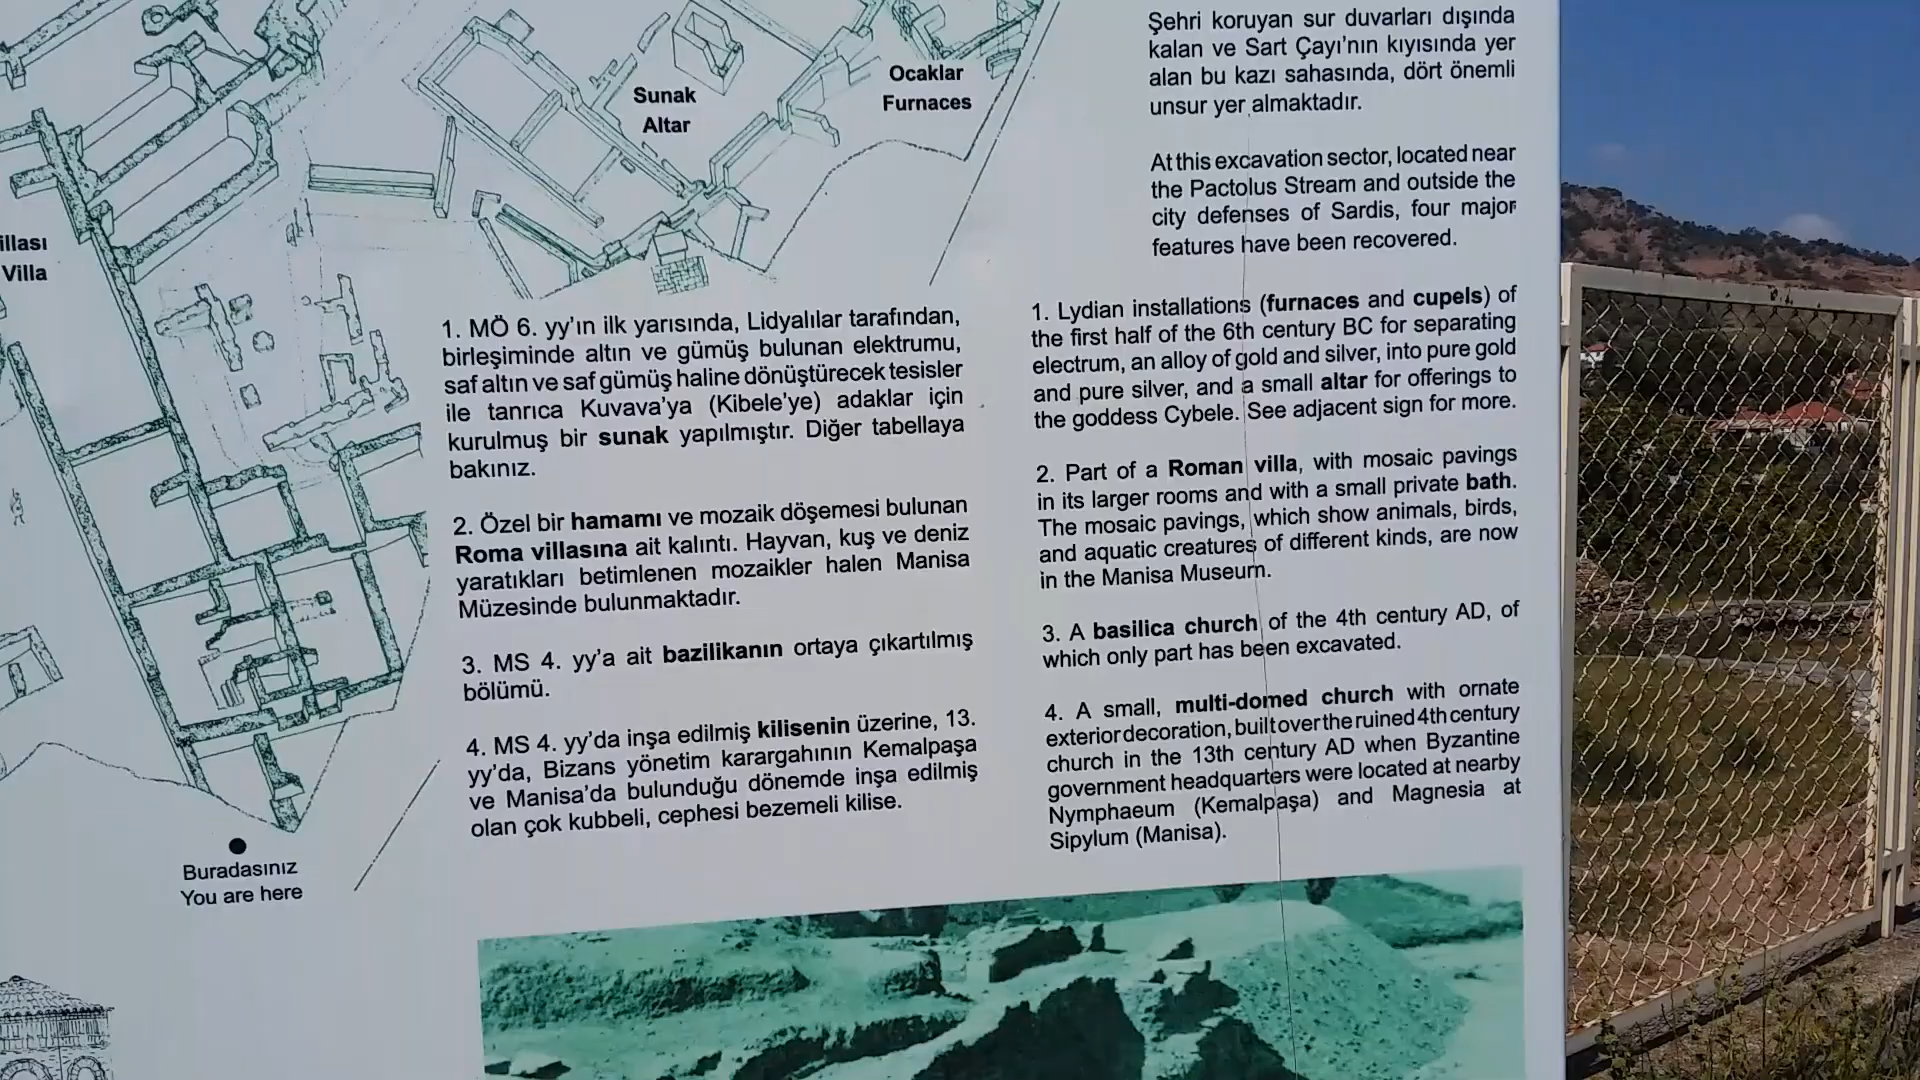 Sunak
Altar
Ocaklar
Furnaces
illası
Villa
Buradasınız
You are here
1. MÖ 6. yy'ın ilk yarısında, Lidyalılar tarafından,
birleşiminde altın ve gümüş bulunan elektrumu,
saf altın ve saf gümüş haline dönüştürecek tesisler
ile tanrıca Kuvava'ya (Kibele'ye) adaklar için
kurulmuş bir sunak yapılmıştır. Diğer tabellaya
bakınız.
2. Özel bir hamamı ve mozaik döşemesi bulunan
Roma villasına ait kalıntı. Hayvan, kuş ve deniz
yaratıkları betimlenen mozaikler halen Manisa
Müzesinde bulunmaktadır.
3. MS 4. yy'a ait bazilikanın ortaya çıkartılmış
bölümü.
4. MS 4. yy'da inşa edilmiş kilisenin üzerine, 13.
yy'da, Bizans yönetim karargahının Kemalpaşa
ve Manisa'da bulunduğu dönemde inşa edilmiş
olan çok kubbeli, cephesi bezemeli kilise.
Şehri koruyan sur duvarları dışında
kalan ve Sart Çayı'nın kıyısında yer
alan bu kazı sahasında, dört önemli
unsur yer almaktadır.
At this excavation sector, located near
the Pactolus Stream and outside the
city defenses of Sardis, four major
features have been recovered.
1. Lydian installations (furnaces and cupels) of
the first half of the 6th century BC for separating
electrum, an alloy of gold and silver, into pure gold
and pure silver, and a small altar for offerings to
the goddess Cybele. See adjacent sign for more.
2. Part of a Roman villa, with mosaic pavings
in its larger rooms and with a small private bath.
The mosaic pavings, which show animals, birds,
and aquatic creatures of different kinds, are now
in the Manisa Museum.
3. A basilica church of the 4th century AD, of
which only part has been excavated.
4. A small, multi-domed church with ornate
exterior decoration, built over the ruined 4th century
church in the 13th century AD when Byzantine
government headquarters were located at nearby
Nymphaeum (Kemalpaşa) and Magnesia at
Sipylum (Manisa).